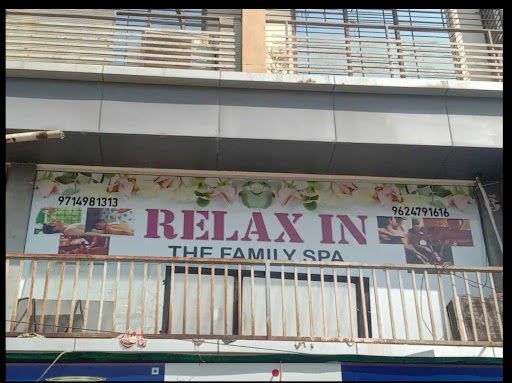 9714981313
RELAX IN
9624791616
THE FAMILY SPA